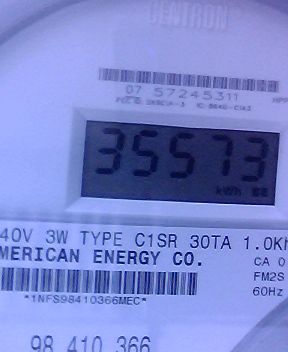 CENTRON
07 57245311
35573
kWh
40V 3W TYPE C1SR 30TA 1.0Kh
MERICAN ENERGY CO.
CA 0
FM2S
60Hz
*1NFS98410366MEC*
98 410 366